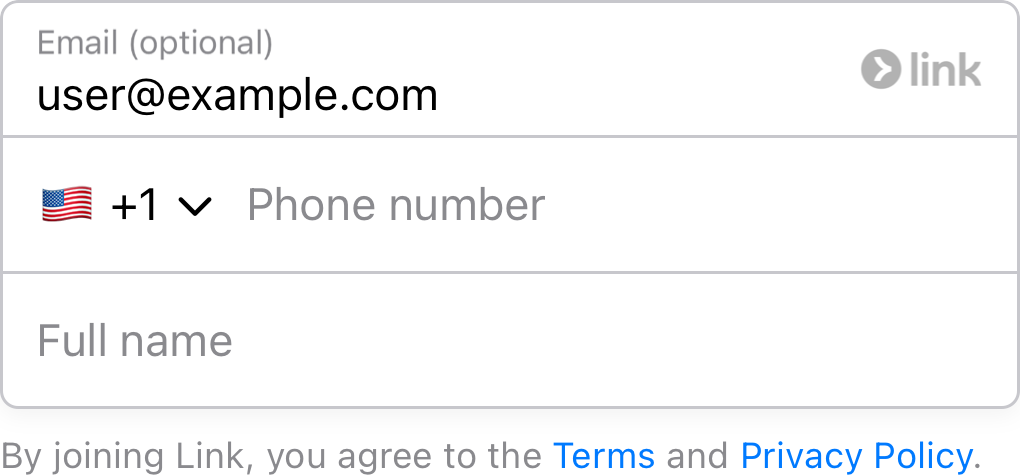 Email (optional)
user@example.com
link
+1 Phone number
Full name
By joining Link, you agree to the Terms and Privacy Policy.